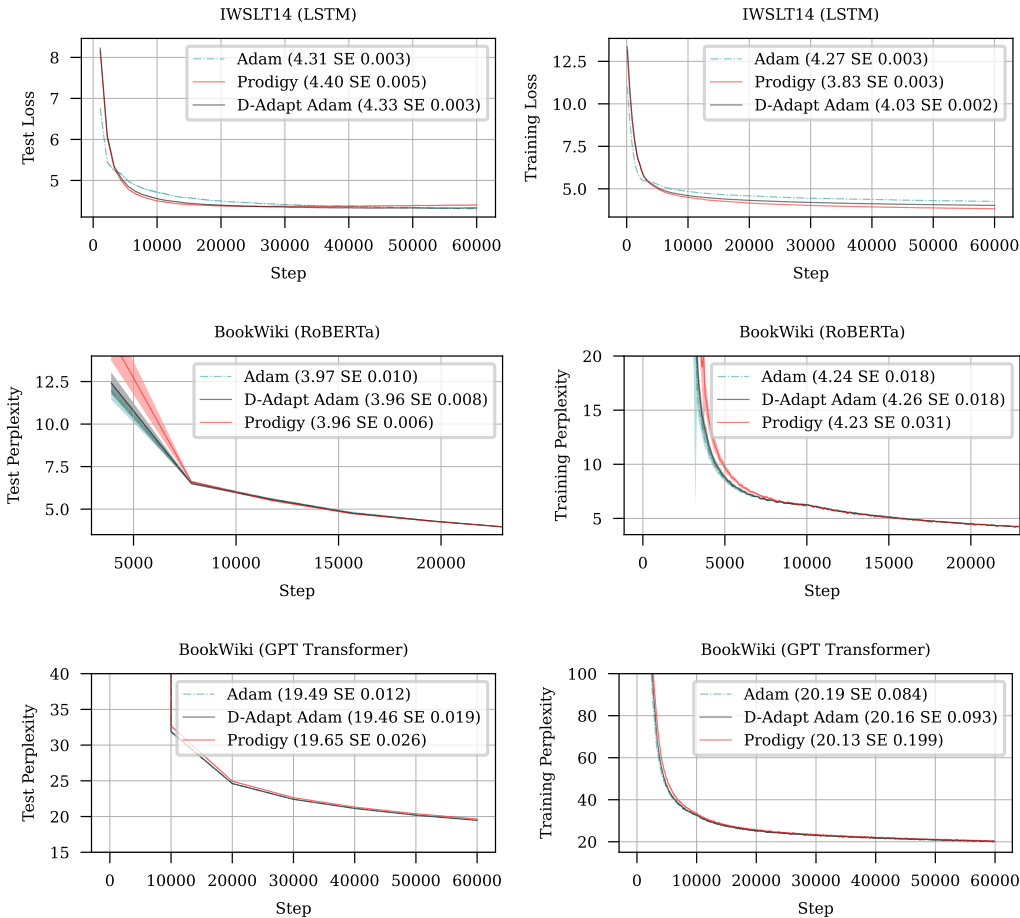 IWSLT14 (LSTM)
Test Loss
8
7
6
5
Adam (4.31 SE 0.003)
Prodigy (4.40 SE 0.005)
D-Adapt Adam (4.33 SE 0.003)
0 10000 20000 30000 40000 50000 60000
Step
IWSLT14 (LSTM)
Training Loss
12.5
10.0
7.5
5.0
Adam (4.27 SE 0.003)
Prodigy (3.83 SE 0.003)
D-Adapt Adam (4.03 SE 0.002)
0 10000 20000 30000 40000 50000 60000
Step
BookWiki (RoBERTa)
Test Perplexity
12.5
10.0
7.5
5.0
Adam (3.97 SE 0.010)
D-Adapt Adam (3.96 SE 0.008)
Prodigy (3.96 SE 0.006)
5000 10000 15000 20000
Step
BookWiki (RoBERTa)
Training Perplexity
20
15
10
5
Adam (4.24 SE 0.018)
D-Adapt Adam (4.26 SE 0.018)
Prodigy (4.23 SE 0.031)
0 5000 10000 15000 20000
Step
BookWiki (GPT Transformer)
Test Perplexity
40
35
30
25
20
15
Adam (19.49 SE 0.012)
D-Adapt Adam (19.46 SE 0.019)
Prodigy (19.65 SE 0.026)
0 10000 20000 30000 40000 50000 60000
Step
BookWiki (GPT Transformer)
Training Perplexity
100
80
60
40
20
Adam (20.19 SE 0.084)
D-Adapt Adam (20.16 SE 0.093)
Prodigy (20.13 SE 0.199)
0 10000 20000 30000 40000 50000 60000
Step